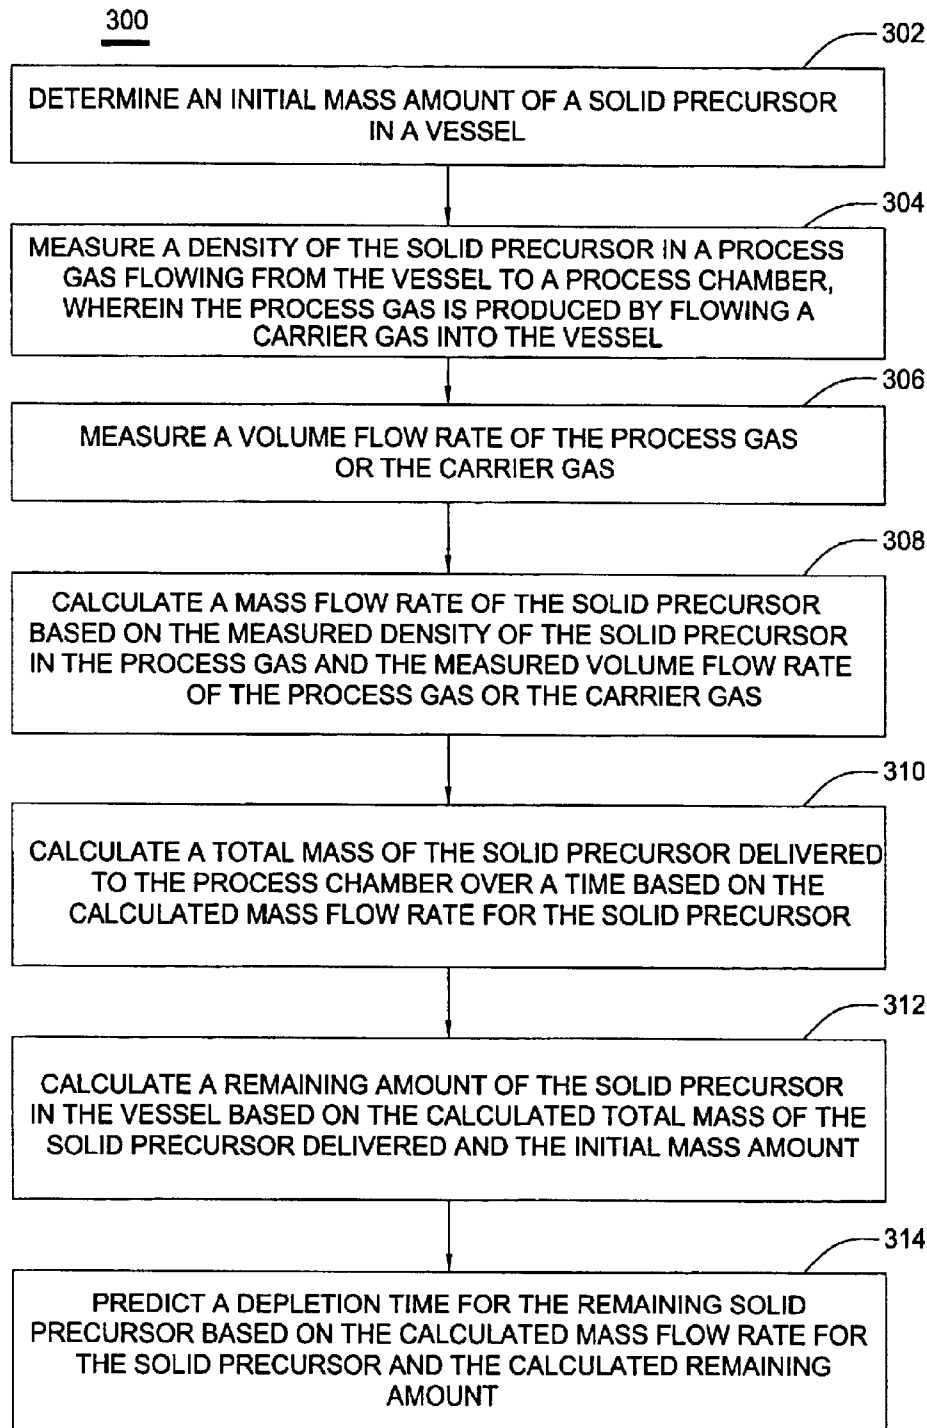 300
302
DETERMINE AN INITIAL MASS AMOUNT OF A SOLID PRECURSOR
IN A VESSEL
304
MEASURE A DENSITY OF THE SOLID PRECURSOR IN A PROCESS
GAS FLOWING FROM THE VESSEL TO A PROCESS CHAMBER,
WHEREIN THE PROCESS GAS IS PRODUCED BY FLOWING A
CARRIER GAS INTO THE VESSEL
306
MEASURE A VOLUME FLOW RATE OF THE PROCESS GAS
OR THE CARRIER GAS
308
CALCULATE A MASS FLOW RATE OF THE SOLID PRECURSOR
BASED ON THE MEASURED DENSITY OF THE SOLID PRECURSOR
IN THE PROCESS GAS AND THE MEASURED VOLUME FLOW RATE
OF THE PROCESS GAS OR THE CARRIER GAS
310
CALCULATE A TOTAL MASS OF THE SOLID PRECURSOR DELIVERED
TO THE PROCESS CHAMBER OVER A TIME BASED ON THE
CALCULATED MASS FLOW RATE FOR THE SOLID PRECURSOR
312
CALCULATE A REMAINING AMOUNT OF THE SOLID PRECURSOR
IN THE VESSEL BASED ON THE CALCULATED TOTAL MASS OF THE
SOLID PRECURSOR DELIVERED AND THE INITIAL MASS AMOUNT
314
PREDICT A DEPLETION TIME FOR THE REMAINING SOLID
PRECURSOR BASED ON THE CALCULATED MASS FLOW RATE FOR
THE SOLID PRECURSOR AND THE CALCULATED REMAINING
AMOUNT